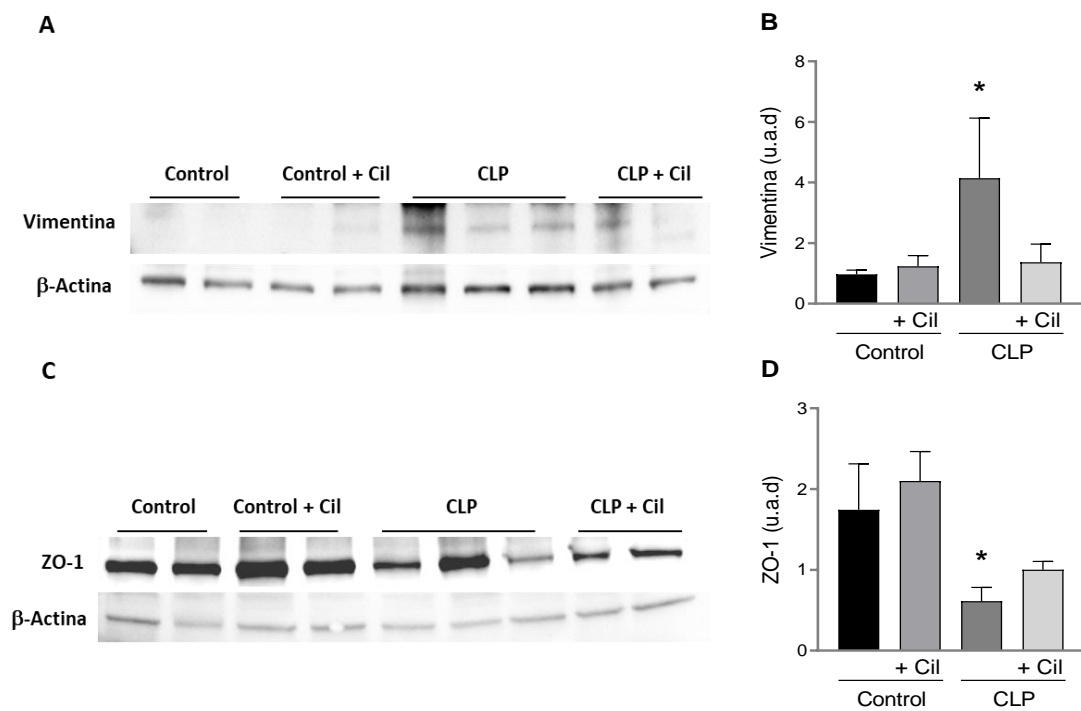 A
Control Control + Cil CLP CLP + Cil
Vimentina
β-Actina
B
Vimentina (u.a.d)
8
6
4
2
0
+ Cil + Cil
Control CLP
C
Control Control + Cil CLP CLP + Cil
ZO-1
β-Actina
D
ZO-1 (u.a.d)
3
2
1
0
*
*
+ Cil + Cil
Control CLP